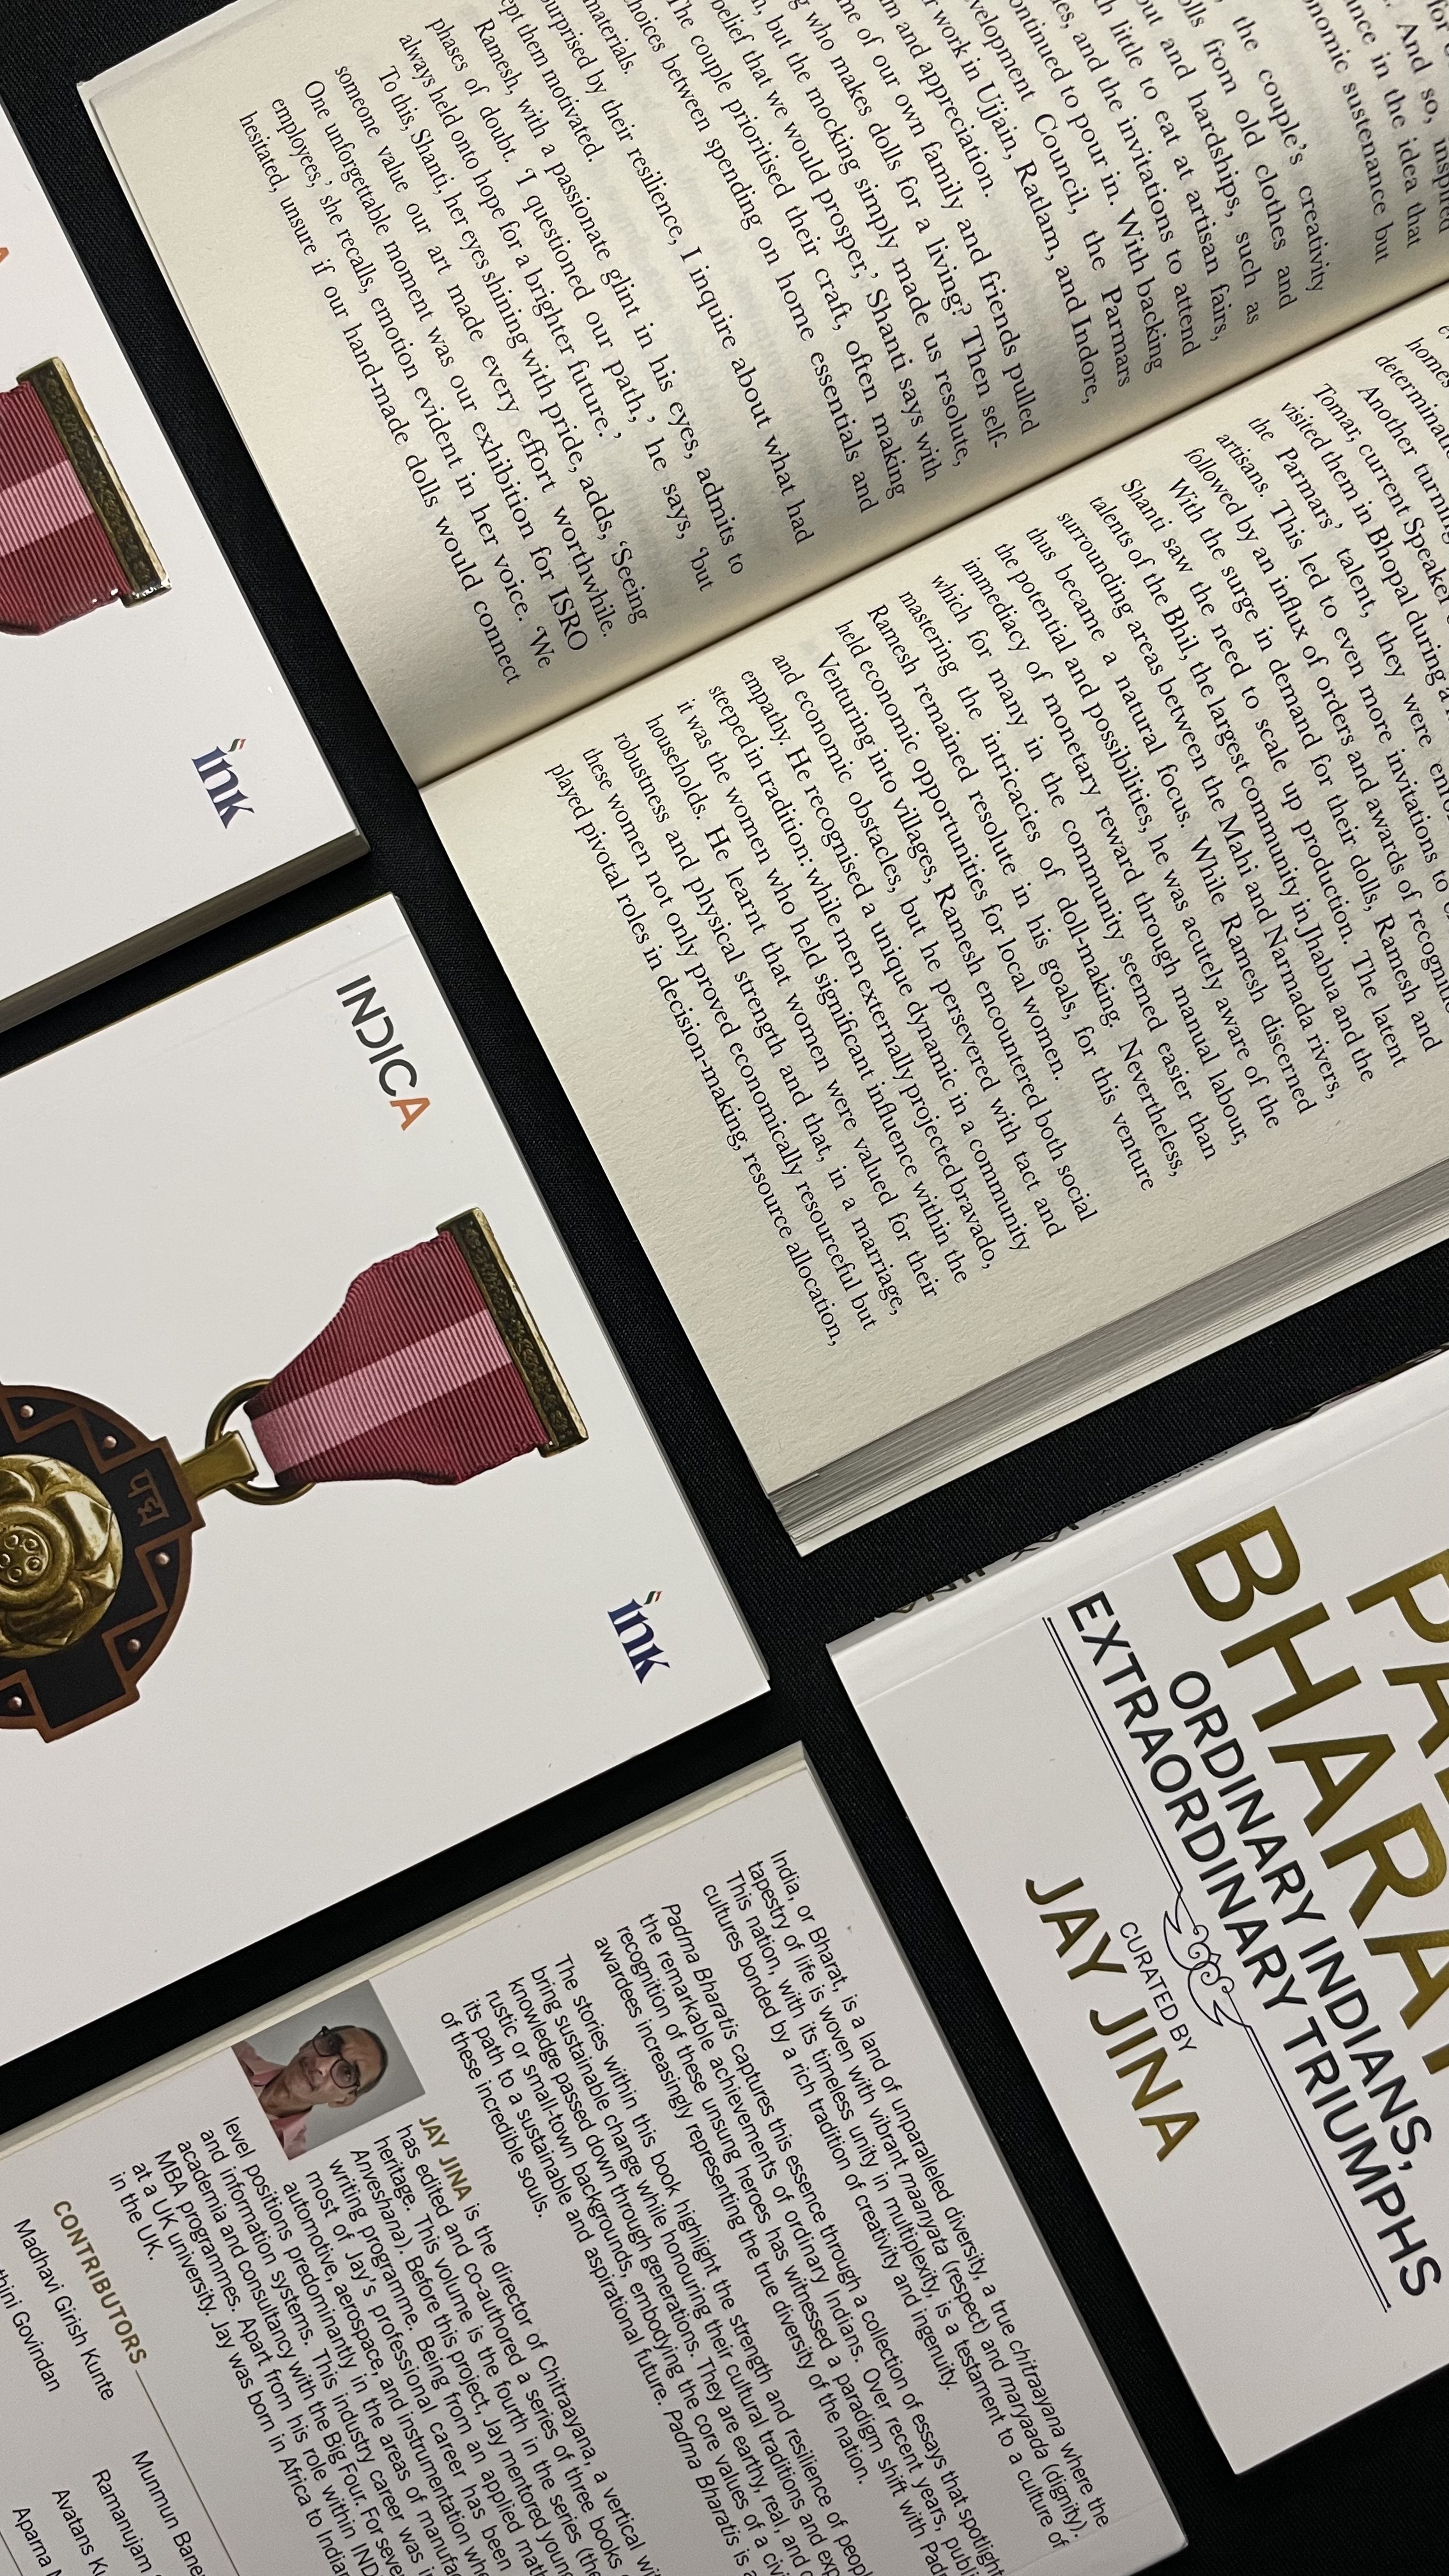 for
And so, inspired
ance in the idea that
onomic sustenance but
the couple's creativity
olls from old clothes and
out and hardships, such as
h little to eat at artisan fairs,
es, and the invitations to attend
ontinued to pour in. With backing
velopment Council, the Parmars
r work in Ujjain, Ratlam, and Indore,
m and appreciation.
me of our own family and friends pulled
g who makes dolls for a living? Then self-
n, but the mocking simply made us resolute,
belief that we would prosper,' Shanti says with
The couple prioritised their craft, often making
hoices between spending on home essentials and
materials.
urprised by their resilience, I inquire about what had
ept them motivated.
Ramesh, with a passionate glint in his eyes, admits to
phases of doubt. 'I questioned our path,' he says, 'but
always held onto hope for a brighter future.'
To this, Shanti, her eyes shining with pride, adds, 'Seeing
someone value our art made every effort worthwhile.
One unforgettable moment was our exhibition for ISRO
employees,' she recalls, emotion evident in her voice. 'We
hesitated, unsure if our hand-made dolls would connect
homes
determinati
Another turning
Tomar, current Speaker
visited them in Bhopal during a
the Parmars' talent, they were
artisans. This led to even more invitations to
followed by an influx of orders and awards of recogniti
With the surge in demand for their dolls, Ramesh and
Shanti saw the need to scale up production. The latent
talents of the Bhil, the largest community in Jhabua and the
surrounding areas between the Mahi and Narmada rivers,
thus became a natural focus. While Ramesh discerned
the potential and possibilities, he was acutely aware of the
immediacy of monetary reward through manual labour,
which for many in the community seemed easier than
mastering the intricacies of doll-making. Nevertheless,
Ramesh remained resolute in his goals, for this venture
held economic opportunities for local women.
Venturing into villages, Ramesh encountered both social
and economic obstacles, but he persevered with tact and
empathy. He recognised a unique dynamic in a community
steeped in tradition: while men externally projected bravado,
it was the women who held significant influence within the
households. He learnt that women were valued for their
robustness and physical strength and that, in a marriage,
these women not only proved economically resourceful but
played pivotal roles in decision-making, resource allocation,
ink
INDICA
ink
BHARAT
ORDINARY INDIANS,
EXTRAORDINARY TRIUMPHS
CURATED BY
JAY JINA
India, or Bharat, is a land of unparalleled diversity, a true chitraayana where the
tapestry of life is woven with vibrant maanyata (respect) and maryaada (dignity).
This nation, with its timeless unity in multiplexity, is a testament to a culture of
cultures bonded by a rich tradition of creativity and ingenuity.
Padma Bharatis captures this essence through a collection of essays that spotlight
the remarkable achievements of ordinary Indians. Over recent years, publi
recognition of these unsung heroes has witnessed a paradigm shift with Pad
awardees increasingly representing the true diversity of the nation.
The stories within this book highlight the strength and resilience of people
bring sustainable change while honouring their cultural traditions and exp
knowledge passed down through generations. They are earthy, real, and
rustic or small-town backgrounds, embodying the core values of a civi
its path to a sustainable and aspirational future. Padma Bharatis is a
of these incredible souls.
JAY JINA is the director of Chitraayana, a vertical wi
has edited and co-authored a series of three books
heritage. This volume is the fourth in the series (the
Anveshana). Before this project, Jay mentored youn
writing programme. Being from an applied math
most of Jay's professional career has been
automotive, aerospace, and instrumentation whe
predominantly in the areas of manufa
level positions
and information systems. This industry career was i
academia and consultancy with the Big Four. For seve
MBA programmes. Apart from his role within IND
at a UK university. Jay was born in Africa to Indian
in the UK.
CONTRIBUTORS
Madhavi Girish Kunte
Govindan
Munmun Bane
Ramanujam
Avatans Ku
Aparna